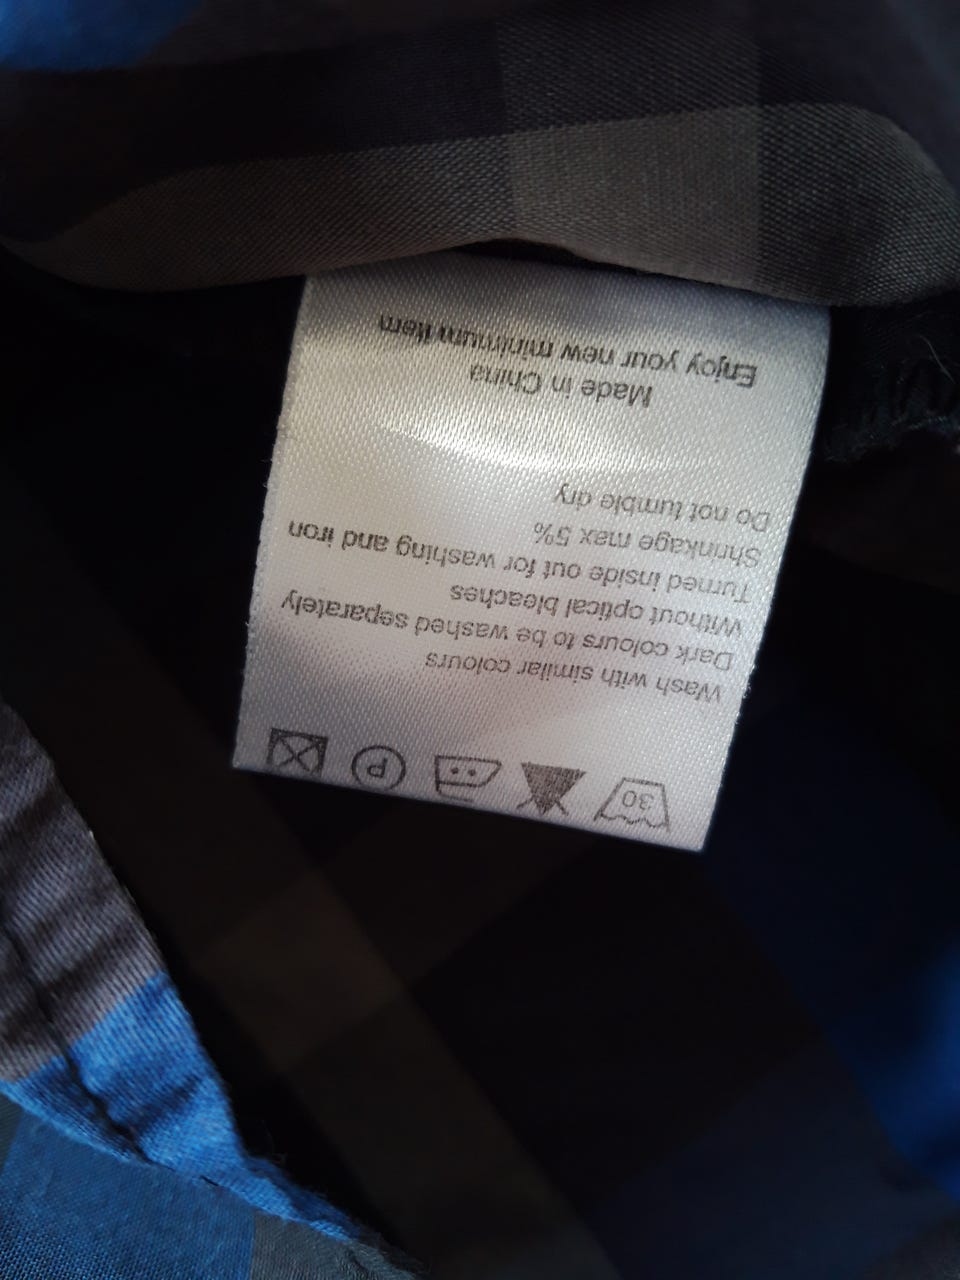 30 P
Wash with similar colours
Dark colours to be washed separately
Without optical bleaches
Turned inside out for washing and iron
Shrinkage max 5%
Do not tumble dry
Made in China
Enjoy your new minimum item